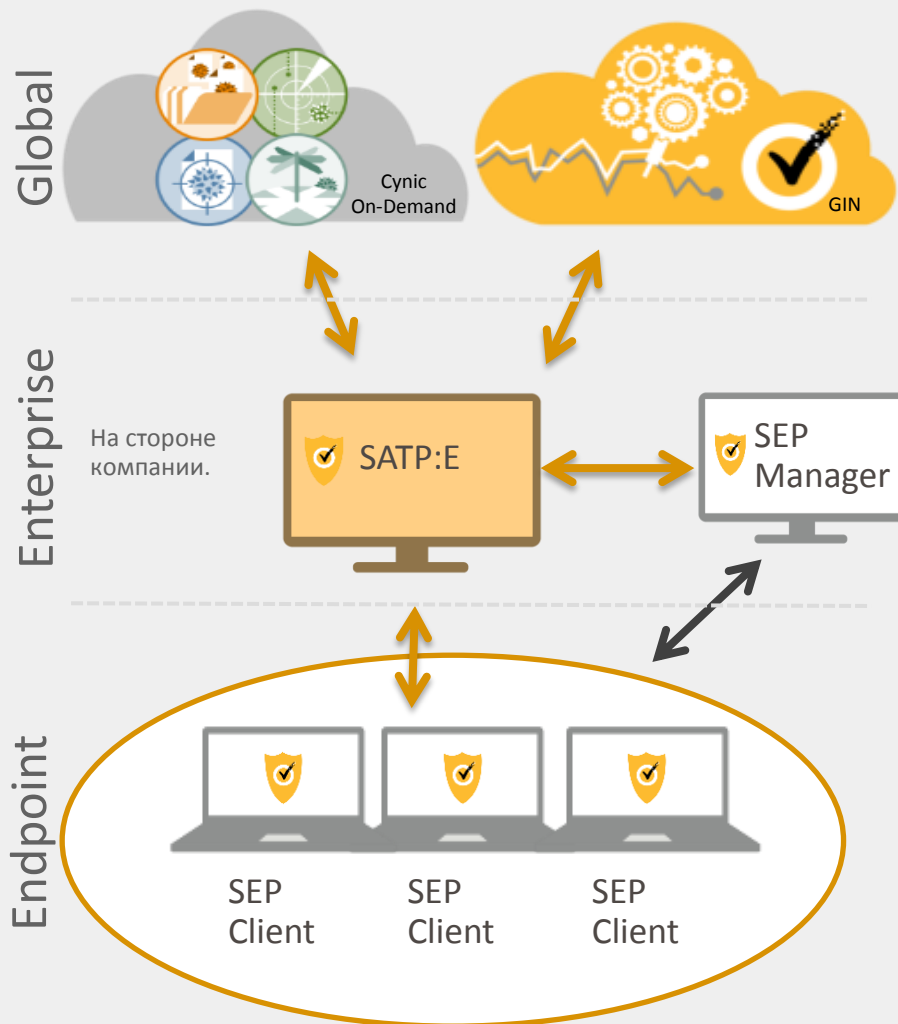 Global
Cynic
On-Demand
GIN
Enterprise
На стороне
компании.
SATP:E
SEP
Manager
Endpoint
SEP
Client
SEP
Client
SEP
Client